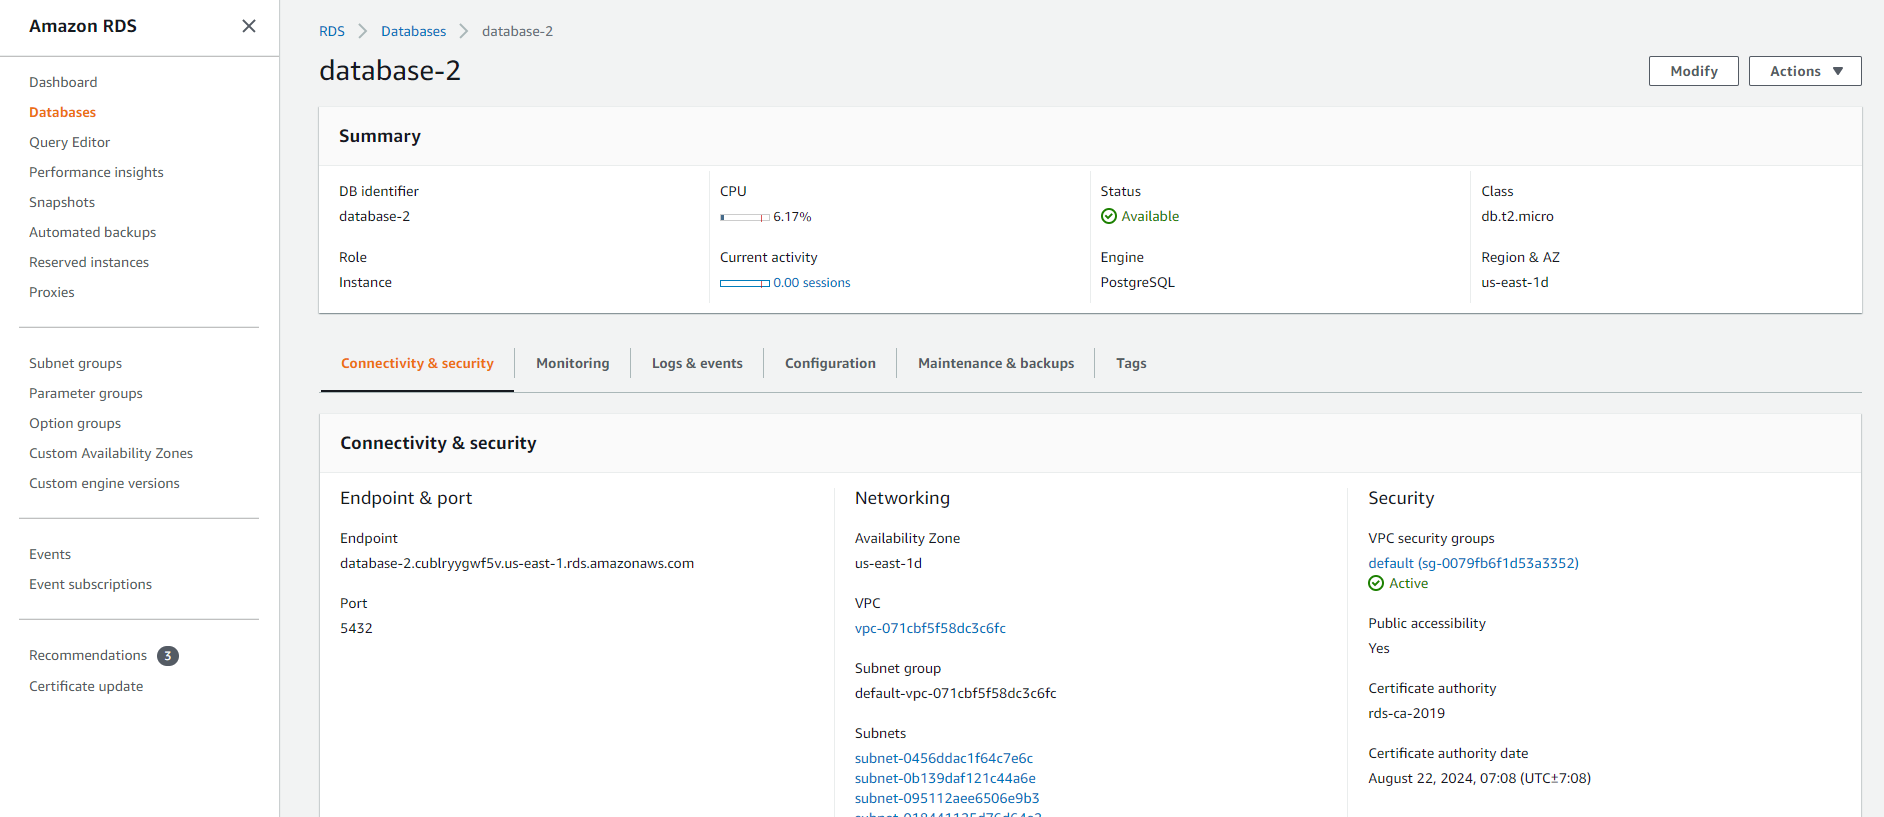 Amazon RDS
Dashboard
Databases
Query Editor
Performance insights
Snapshots
Automated backups
Reserved instances
Proxies
Subnet groups
Parameter groups
Option groups
Custom Availability Zones
Custom engine versions
Events
Event subscriptions
Recommendations 3
Certificate update
RDS Databases database-2
database-2
Modify Actions
Summary
DB identifier
database-2
CPU
6.17%
Status
Available
Class
db.t2.micro
Role
Instance
Current activity
0.00 sessions
Engine
PostgreSQL
Region & AZ
us-east-1d
Connectivity & security Monitoring Logs & events Configuration Maintenance & backups Tags
Connectivity & security
Endpoint & port
Endpoint
database-2.cublryygwf5v.us-east-1.rds.amazonaws.com
Port
5432
Networking
Availability Zone
us-east-1d
VPC
vpc-071cbf5f58dc3c6fc
Subnet group
default-vpc-071cbf5f58dc3c6fc
Subnets
subnet-0456ddac1f64c7e6c
subnet-0b139daf121c44a6e
subnet-095112aee6506e9b3
Security
VPC security groups
default (sg-0079fb6f1d53a3352)
Active
Public accessibility
Yes
Certificate authority
rds-ca-2019
Certificate authority date
August 22, 2024, 07:08 (UTC±7:08)